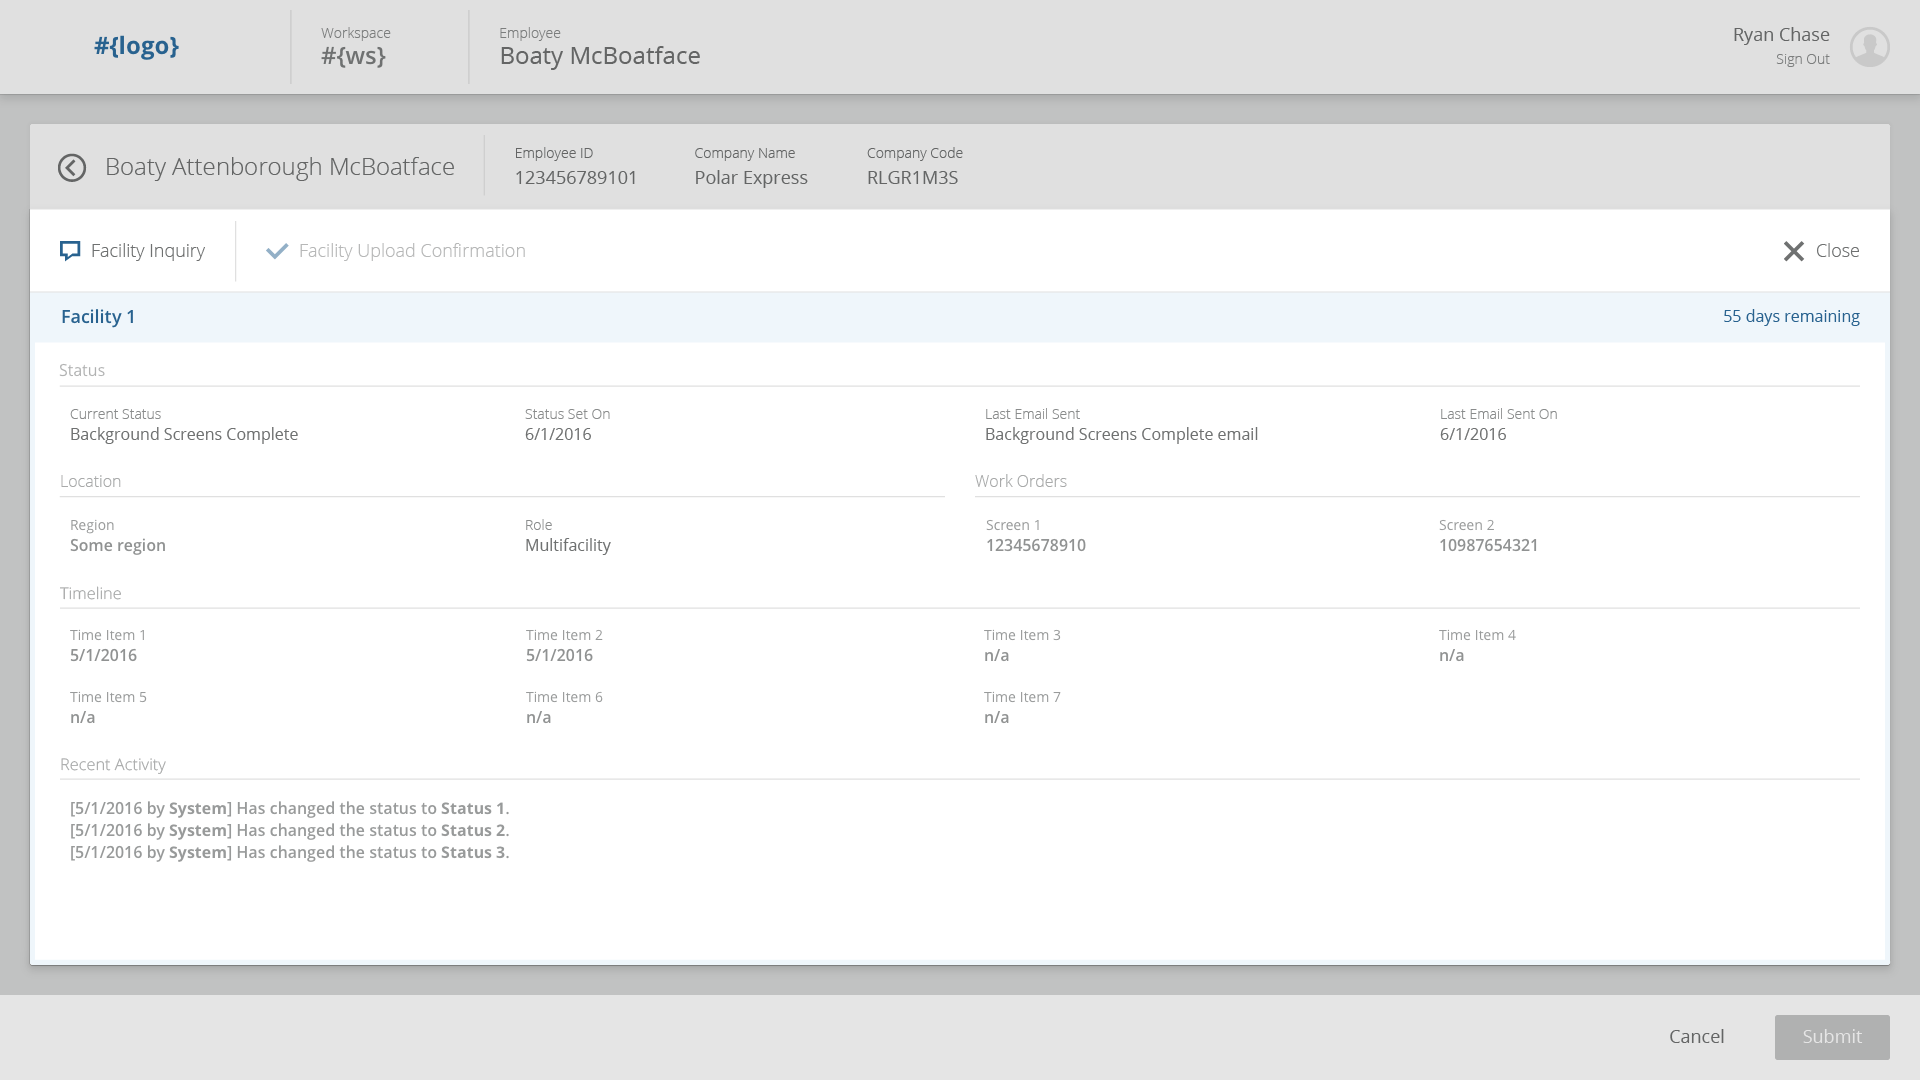 #{logo}
Workspace
#{ws}
Employee
Boaty McBoatface
Ryan Chase
Sign Out
Boaty Attenborough McBoatface
Employee ID
123456789101
Company Name
Polar Express
Company Code
RLGR1M3S
Facility Inquiry
Facility Upload Confirmation
Close
Facility 1
55 days remaining
Status
Current Status
Background Screens Complete
Status Set On
6/1/2016
Last Email Sent
Background Screens Complete email
Last Email Sent On
6/1/2016
Location
Region
Some region
Role
Multifacility
Work Orders
Screen 1
12345678910
Screen 2
10987654321
Timeline
Time Item 1
5/1/2016
Time Item 2
5/1/2016
Time Item 3
n/a
Time Item 4
n/a
Time Item 5
n/a
Time Item 6
n/a
Time Item 7
n/a
Recent Activity
[5/1/2016 by System] Has changed the status to Status 1.
[5/1/2016 by System] Has changed the status to Status 2.
[5/1/2016 by System] Has changed the status to Status 3.
Cancel
Submit